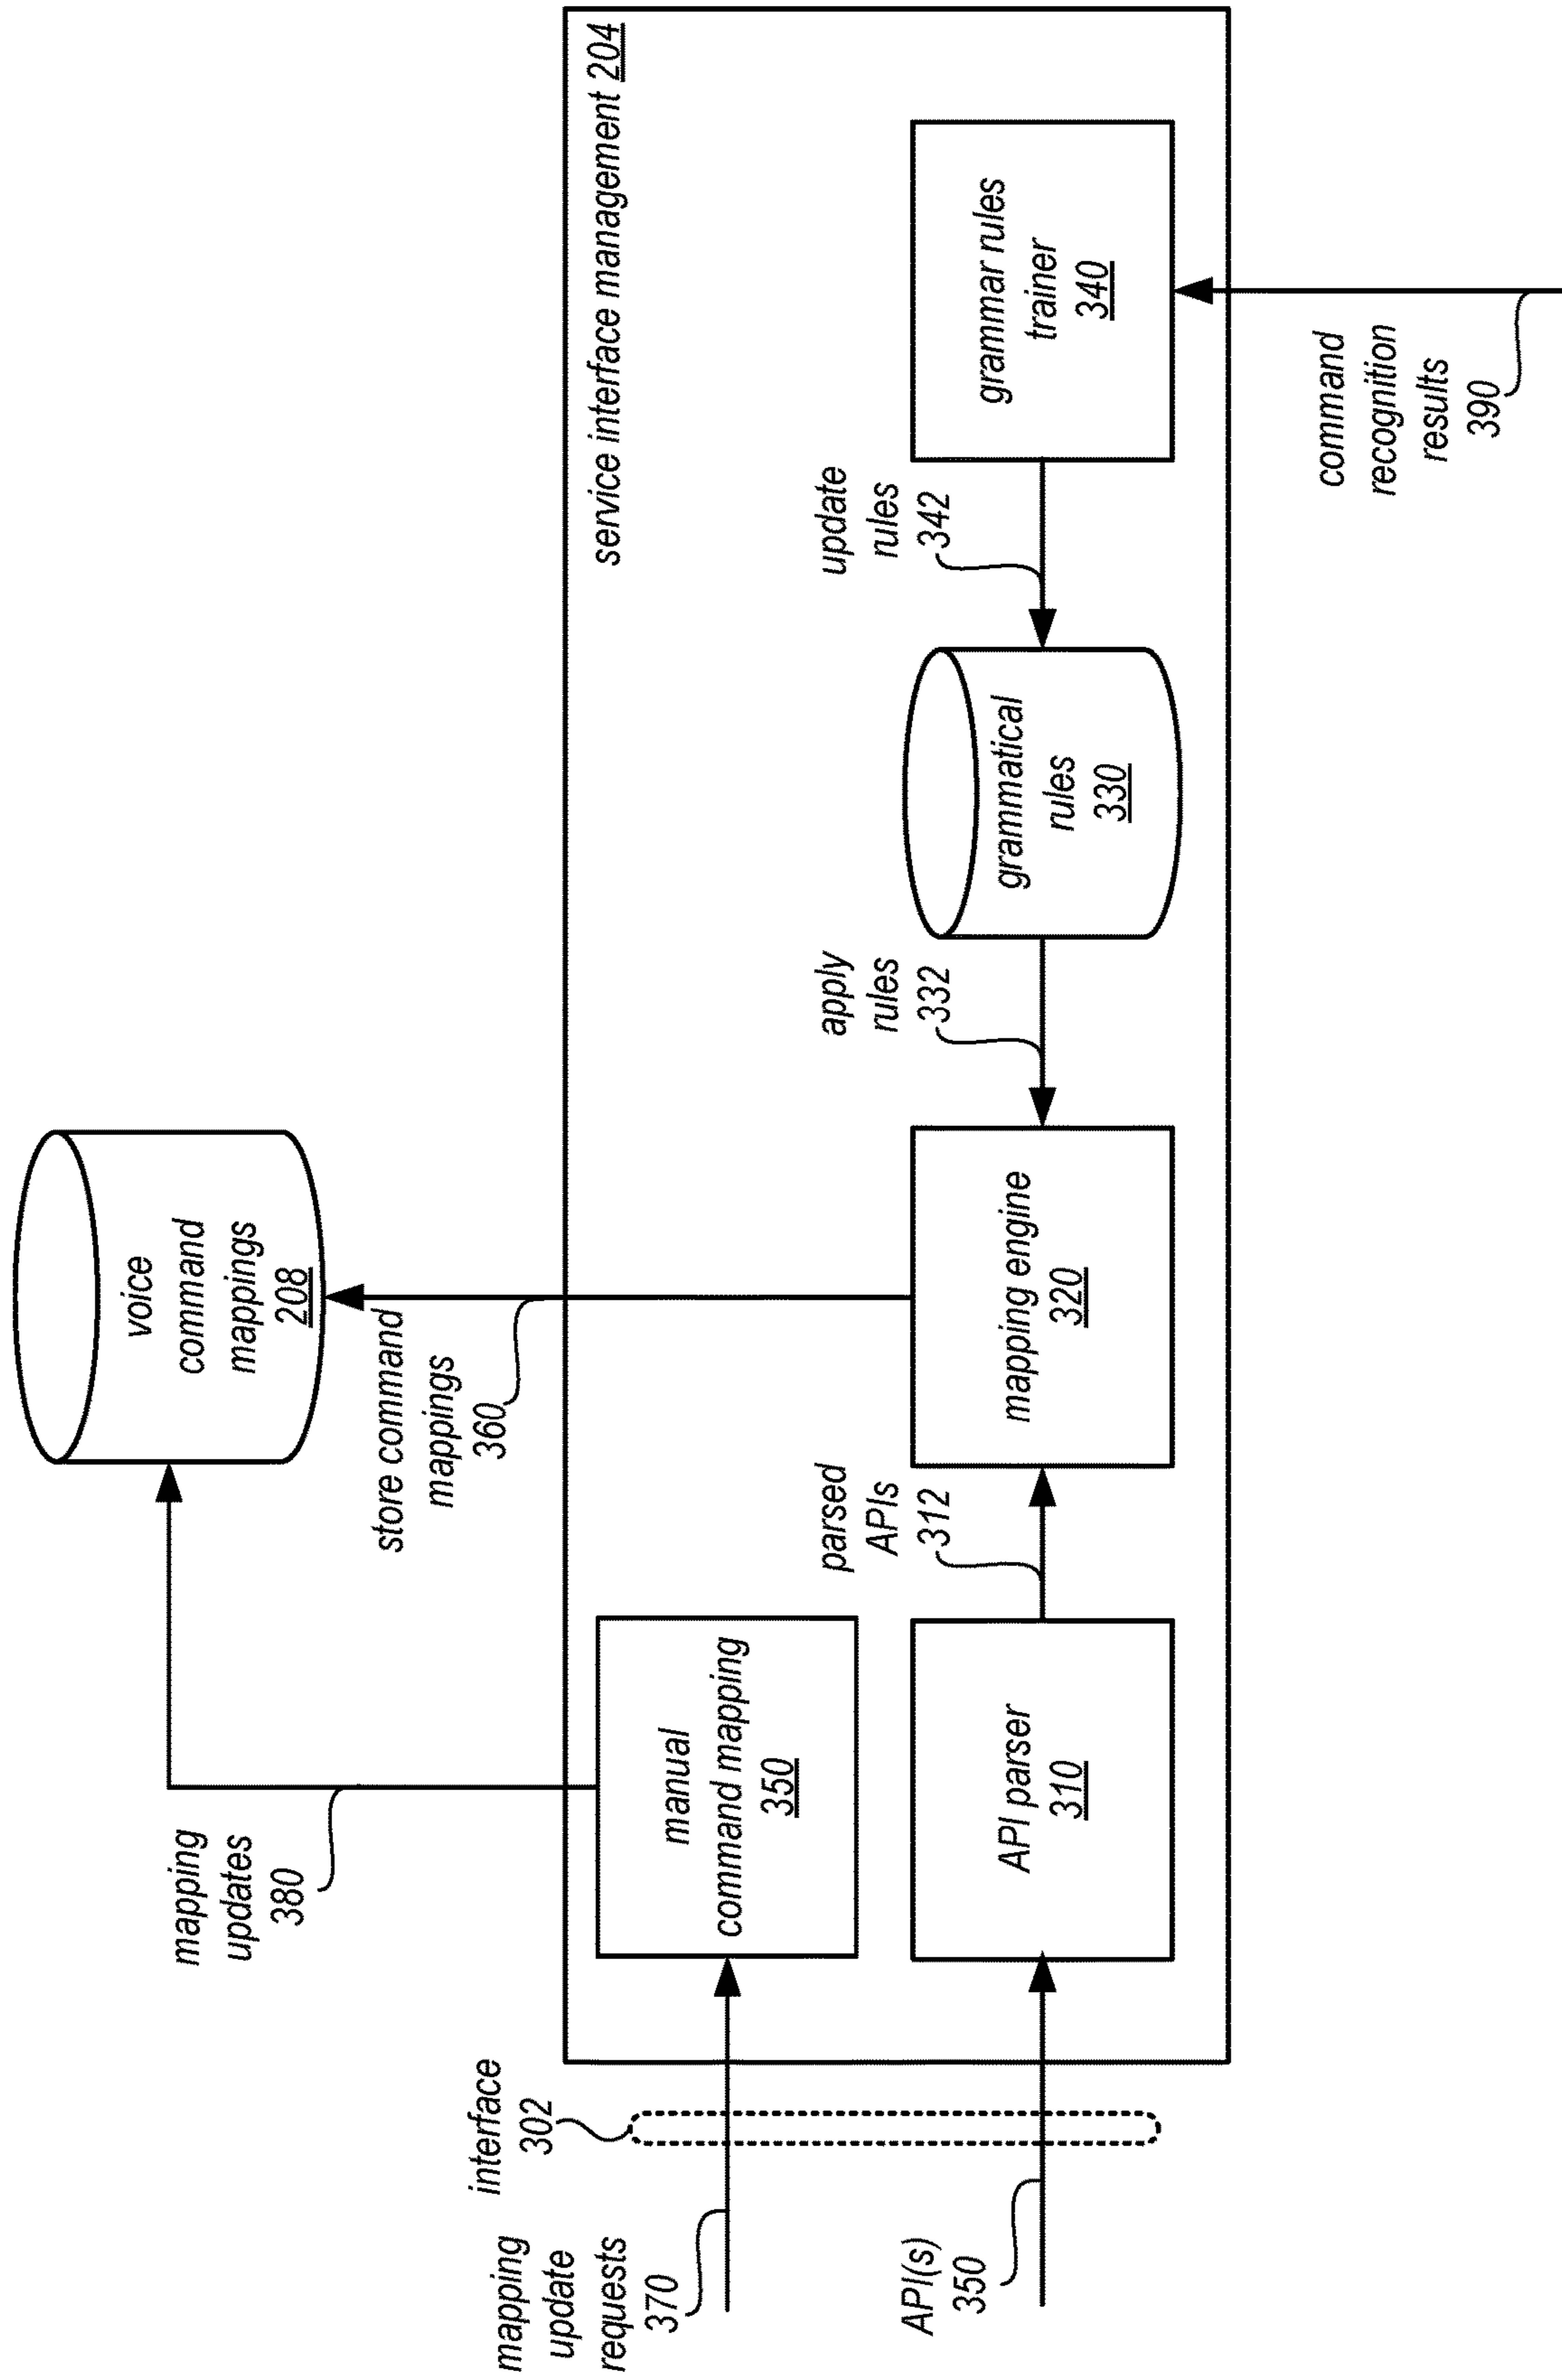 voice
command
mappings
208
mapping
updates
380
store command
mappings
360
service interface management 204
interface
302
mapping
update
requests
370
manual
command mapping
350
API(s)
350
API parser
310
parsed
APIs
312
mapping engine
320
apply
rules
332
grammatical
rules
330
update
rules
342
grammar rules
trainer
340
command
recognition
results
390